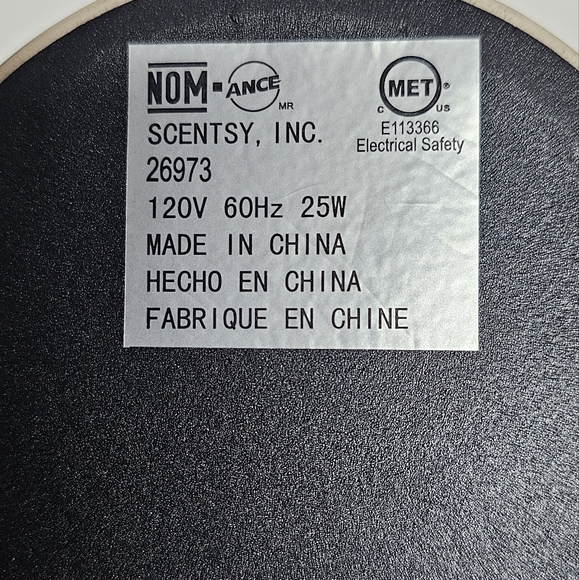 NOM-ANCE MR
MET® C US
E113366
Electrical Safety
SCENTSY, INC.
26973
120V 60Hz 25W
MADE IN CHINA
HECHO EN CHINA
FABRIQUE EN CHINE